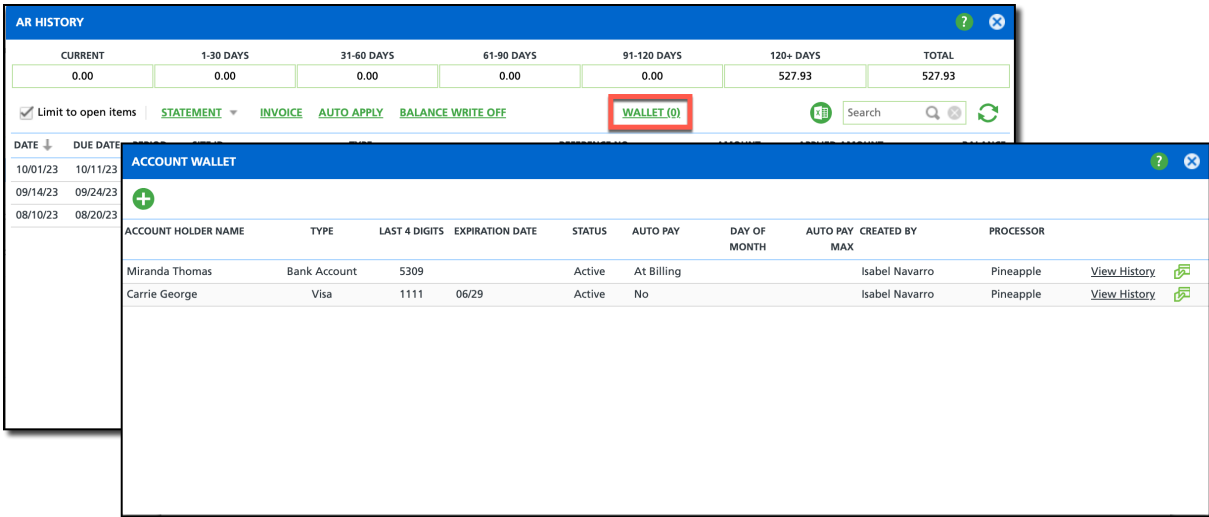 AR HISTORY
?
CURRENT 1-30 DAYS 31-60 DAYS 61-90 DAYS 91-120 DAYS 120+ DAYS TOTAL
0.00 0.00 0.00 0.00 0.00 527.93 527.93
Limit to open items STATEMENT INVOICE AUTO APPLY BALANCE WRITE OFF WALLET (0) Search
DATE DUE DATE
10/01/23 10/11/23
09/14/23 09/24/23
08/10/23 08/20/23
ACCOUNT WALLET
?
ACCOUNT HOLDER NAME TYPE LAST 4 DIGITS EXPIRATION DATE STATUS AUTO PAY DAY OF AUTO PAY CREATED BY PROCESSOR
MONTH MAX
Miranda Thomas Bank Account 5309 Active At Billing Isabel Navarro Pineapple View History
Carrie George Visa 1111 06/29 Active No Isabel Navarro Pineapple View History